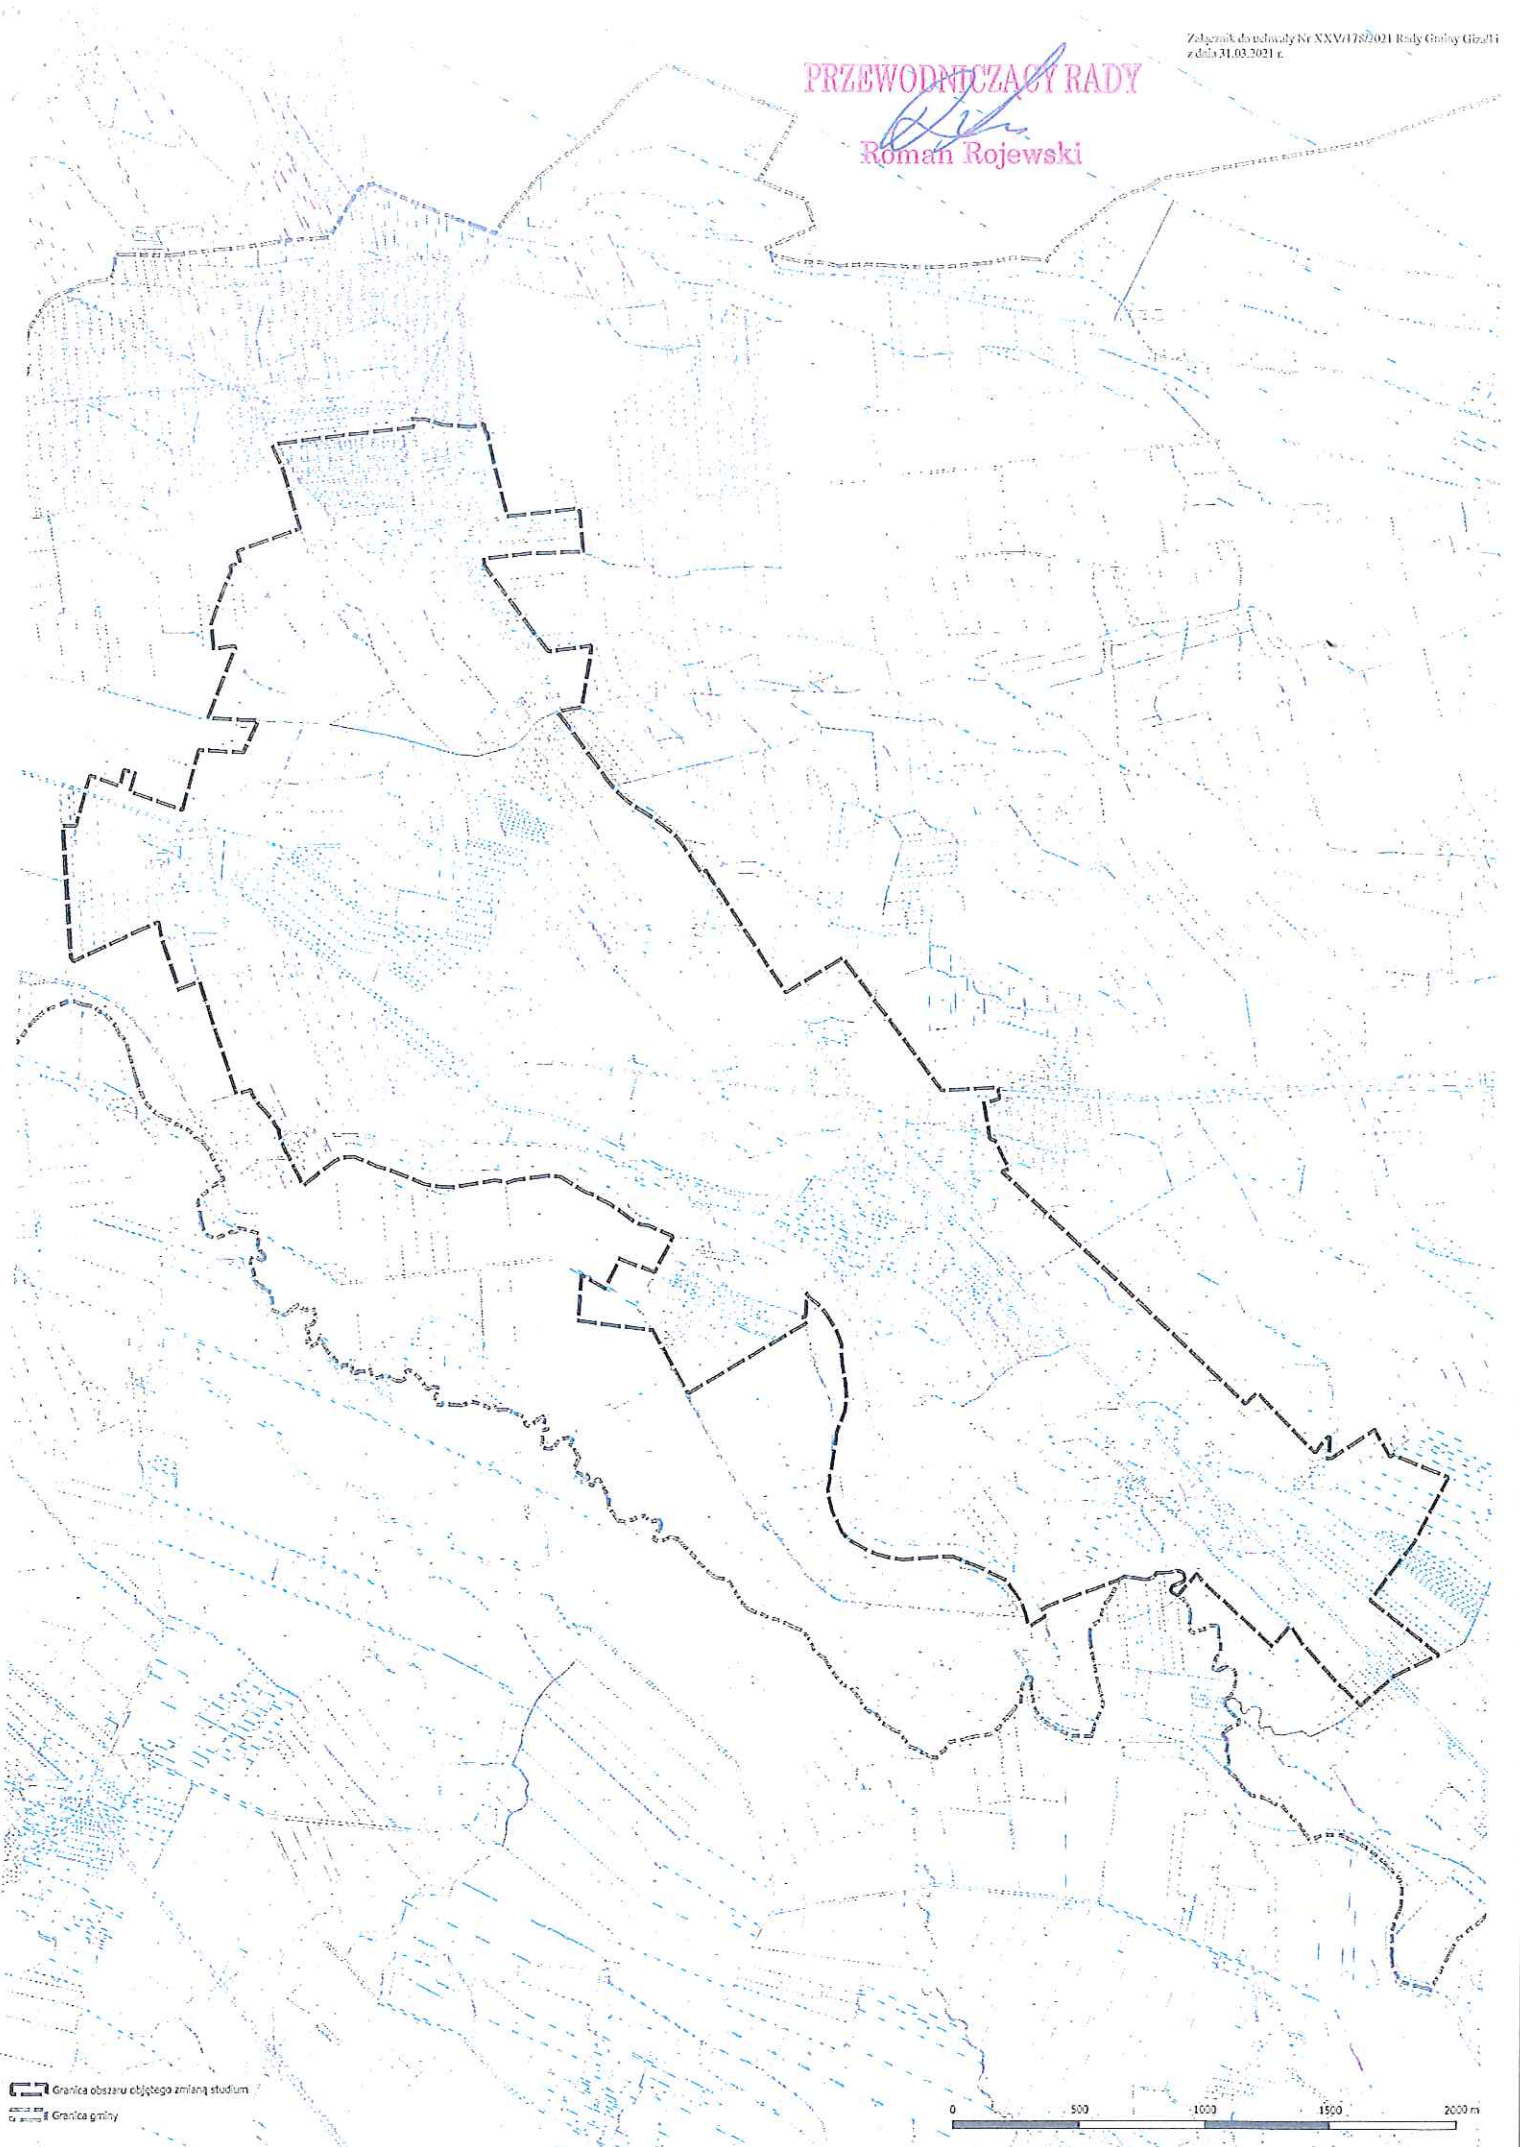 Załącznik do uchwały Nr XXV/178/2021 Rady Gminy Gizałki
z dnia 31.03.2021 r.
PRZEWODNICZĄCY RADY
Roman Rojewski
Granica obszaru objętego zmianą studium
Granica gminy
0 500 1000 1500 2000 m